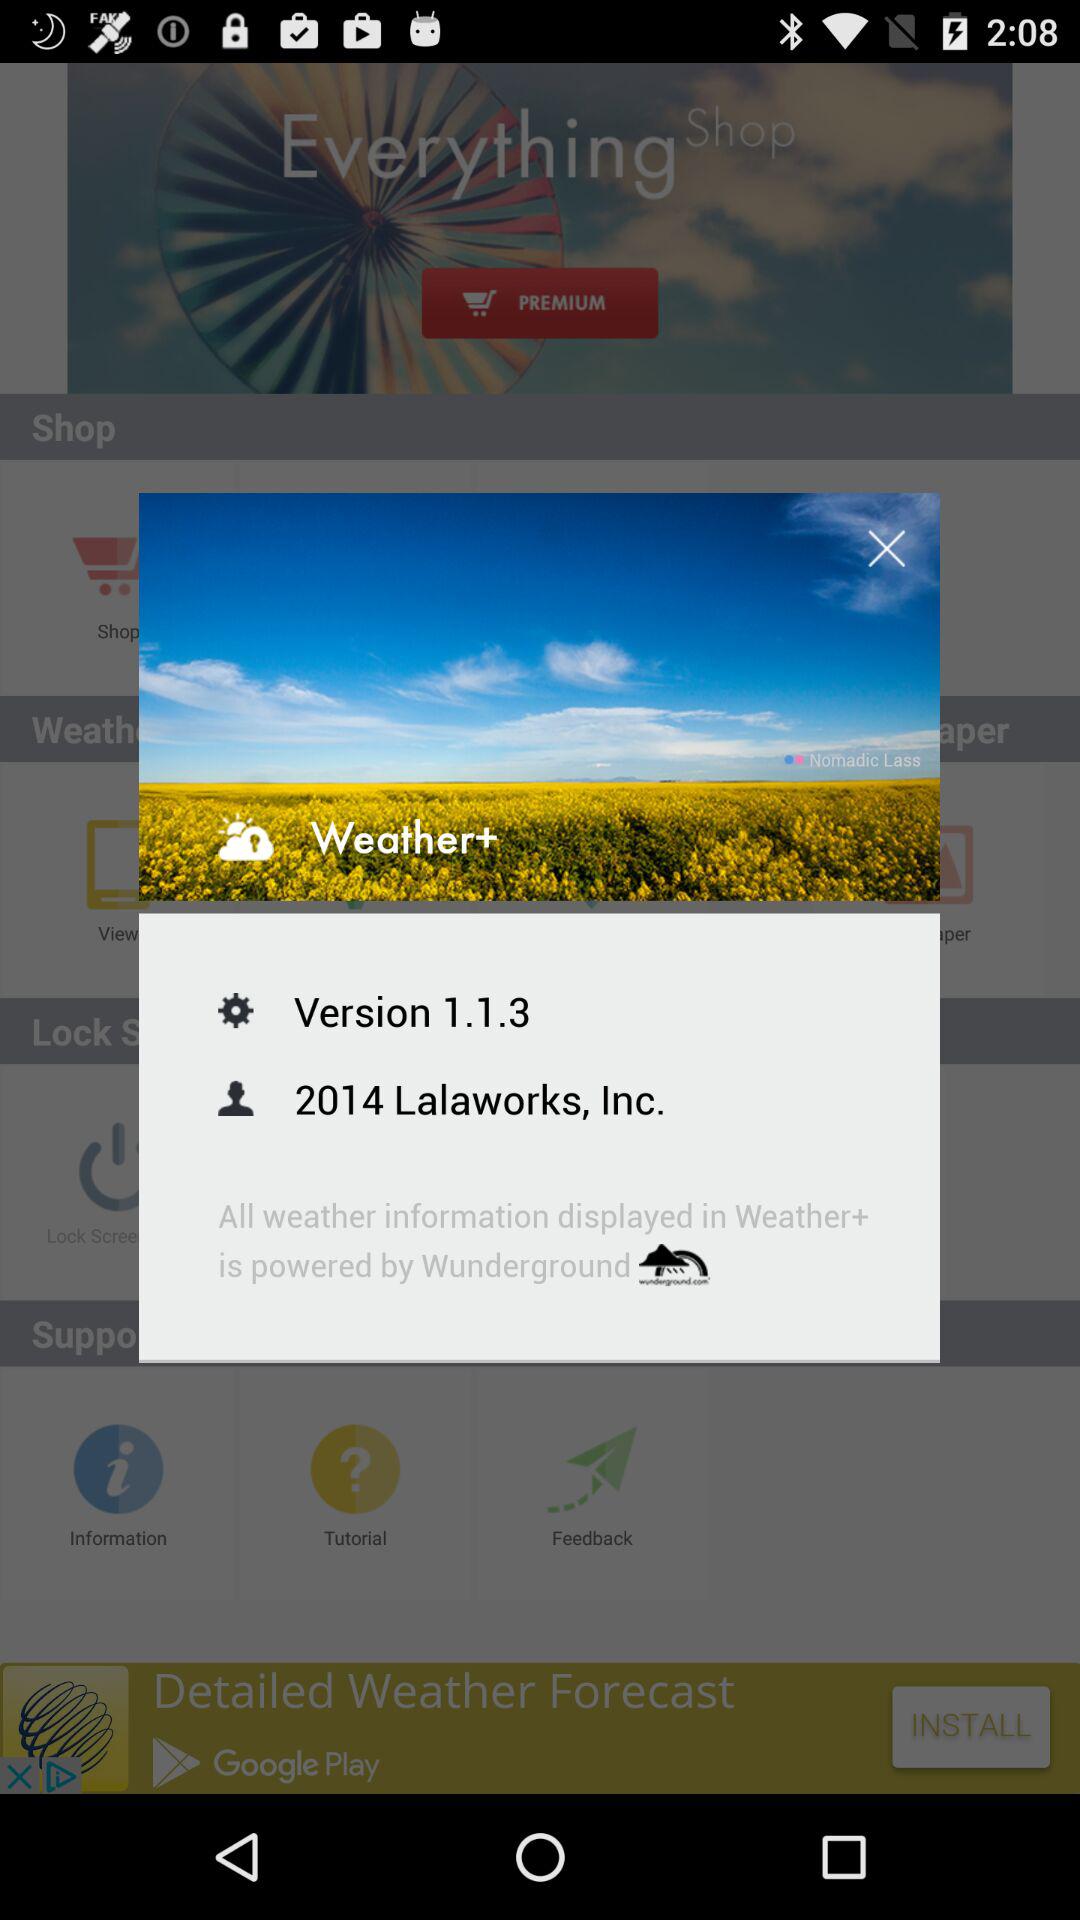 FAK
2:08
Everything Shop
PREMIUM
Shop
Shop
Weath
aper
Nomadic Lass
Weather+
View
aper
Version 1.1.3
Lock S
2014 Lalaworks, Inc.
All weather information displayed in Weather+
Lock Scree
is powered by Wunderground wunderground.com
Suppo
Information
Tutorial
Feedback
Detailed Weather Forecast
INSTALL
Google Play